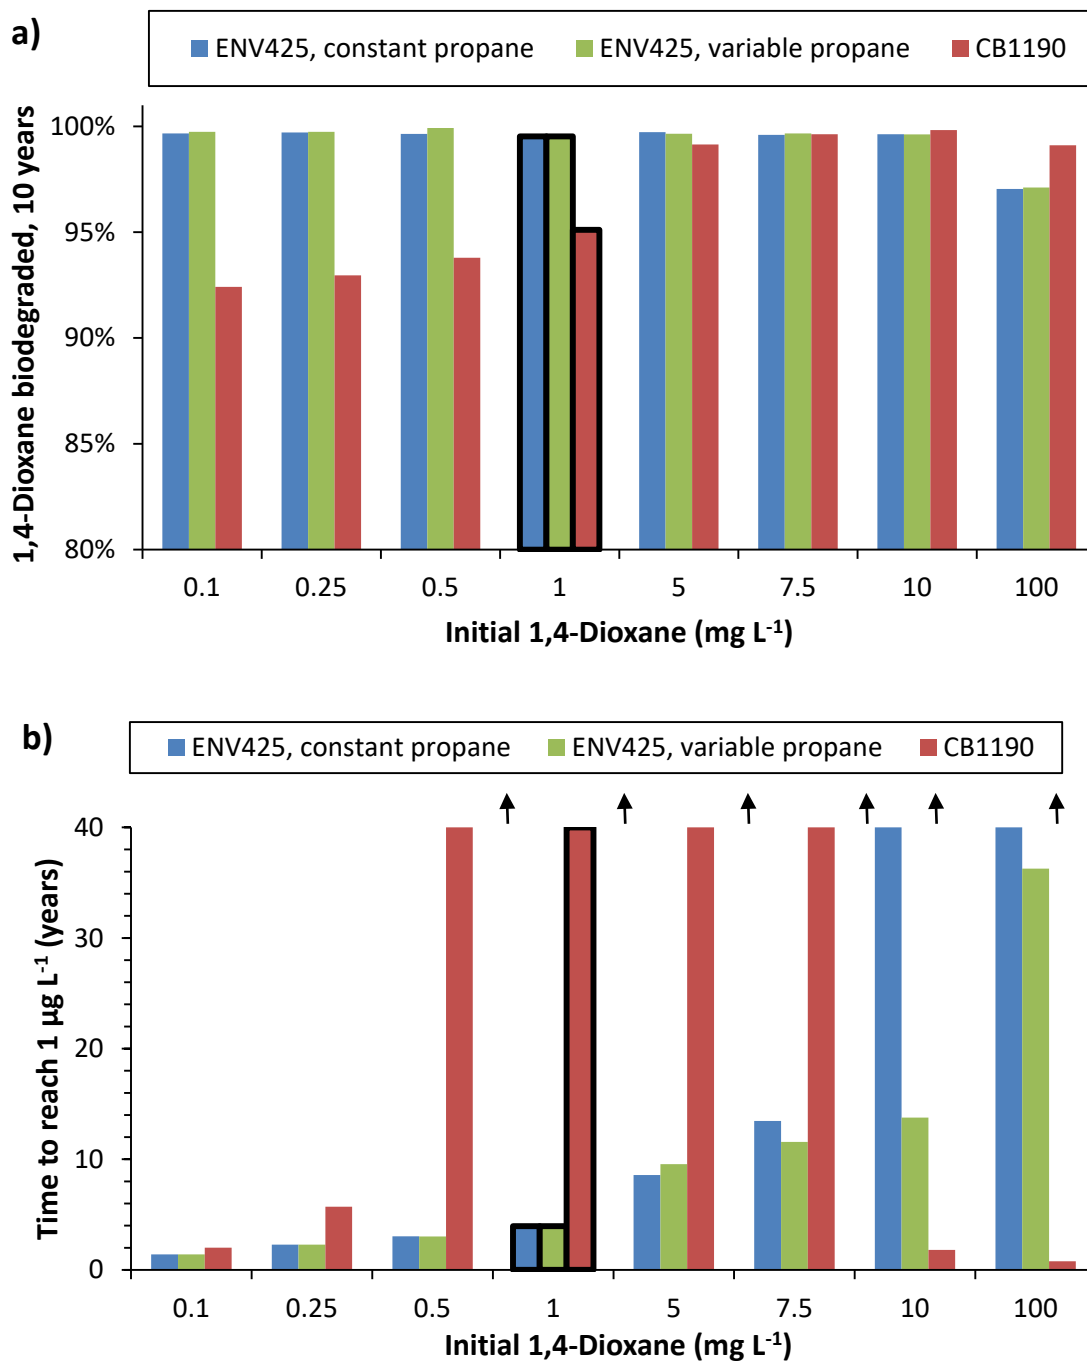 a)
ENV425, constant propane ENV425, variable propane CB1190
1,4-Dioxane biodegraded, 10 years
100%
95%
90%
85%
80%
0.1 0.25 0.5 1 5 7.5 10 100
Initial 1,4-Dioxane (mg L⁻¹)
b)
ENV425, constant propane ENV425, variable propane CB1190
Time to reach 1 µg L⁻¹ (years)
40
30
20
10
0
0.1 0.25 0.5 1 5 7.5 10 100
Initial 1,4-Dioxane (mg L⁻¹)